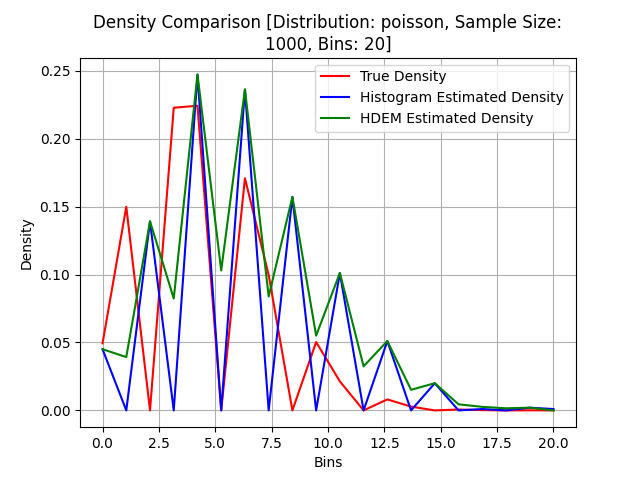 Density Comparison [Distribution: poisson, Sample Size:
1000, Bins: 20]
True Density
Histogram Estimated Density
HDEM Estimated Density
Density
0.25
0.20
0.15
0.10
0.05
0.00
0.0 2.5 5.0 7.5 10.0 12.5 15.0 17.5 20.0
Bins